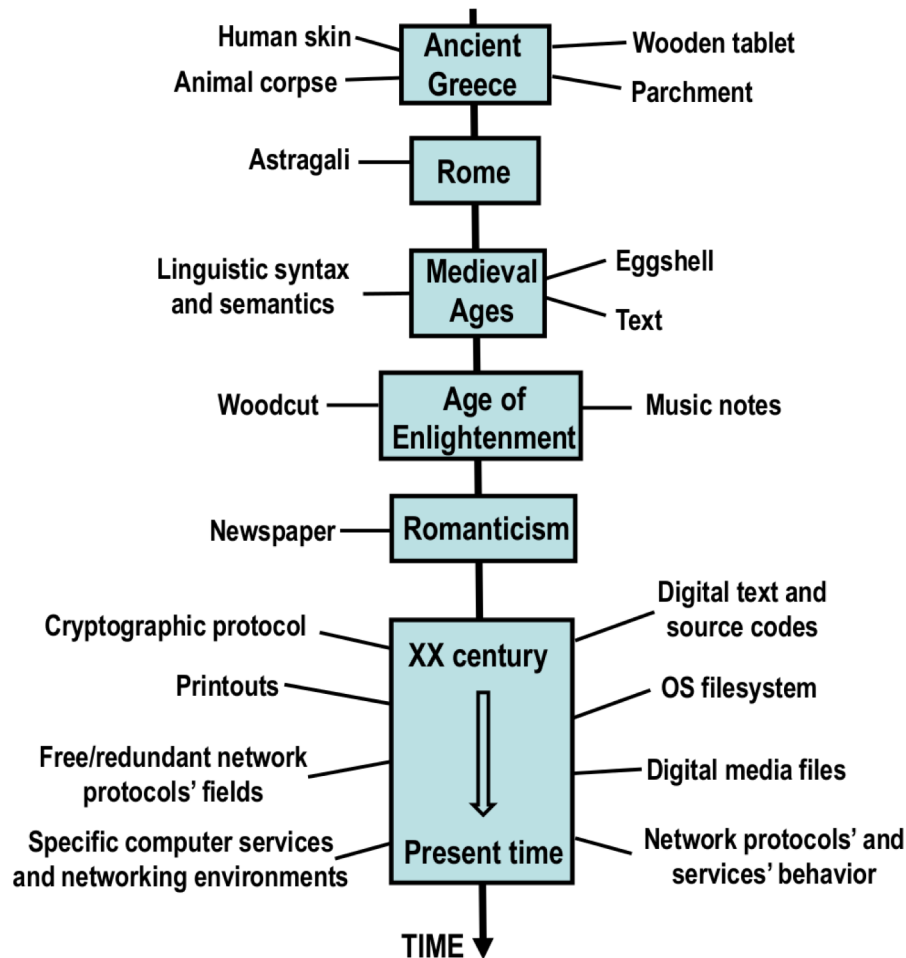 Human skin
Animal corpse
Ancient
Greece
Wooden tablet
Parchment
Astragali
Rome
Linguistic syntax
and semantics
Medieval
Ages
Eggshell
Text
Woodcut
Age of
Enlightenment
Music notes
Newspaper
Romanticism
Cryptographic protocol
Printouts
Free/redundant network
protocols’ fields
Specific computer services
and networking environments
XX century
Present time
Digital text and
source codes
OS filesystem
Digital media files
Network protocols’ and
services’ behavior
TIME